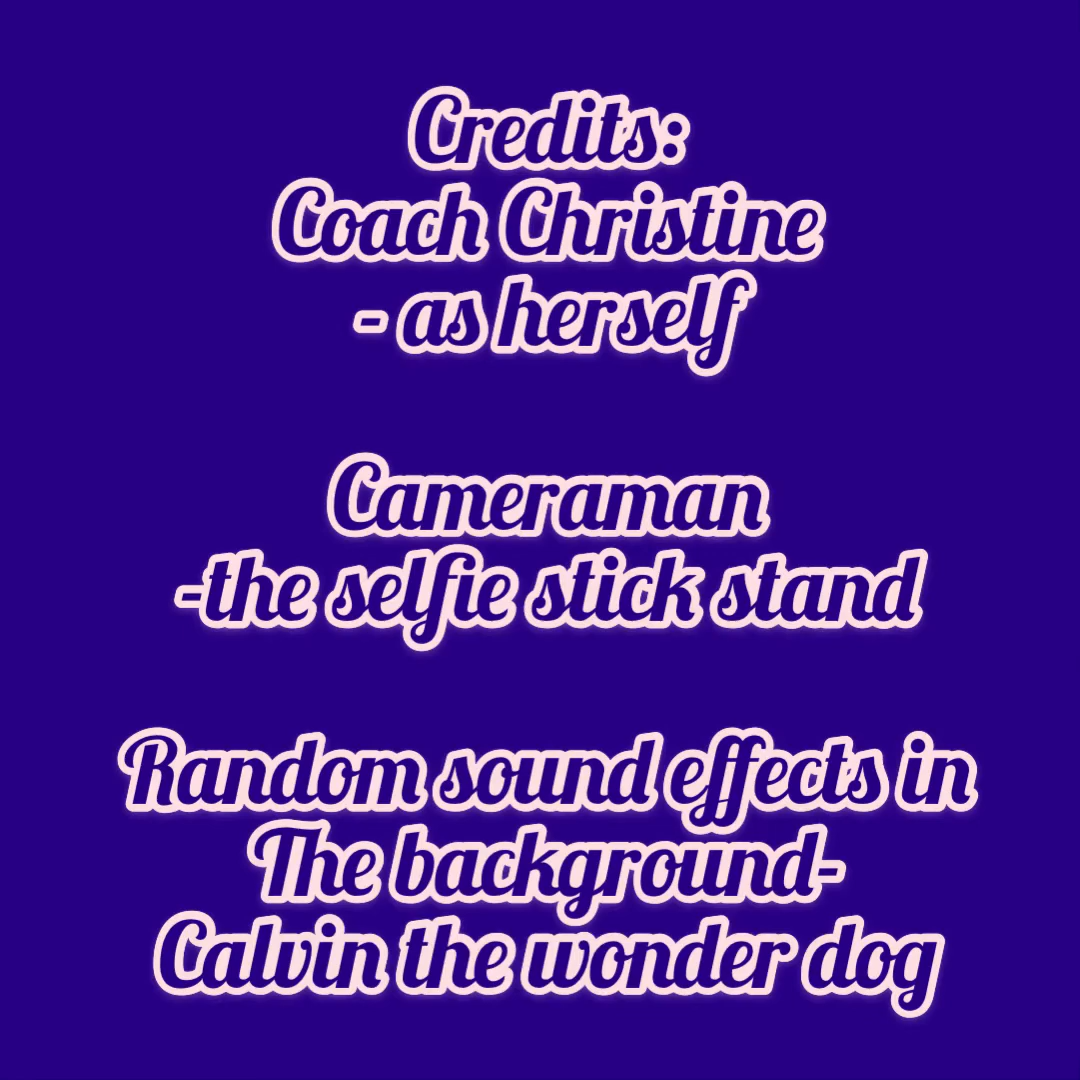 Credits:
Coach Christine
- as herself
Cameraman
-the selfie stick stand
Random sound effects in
The background-
Calvin the wonder dog